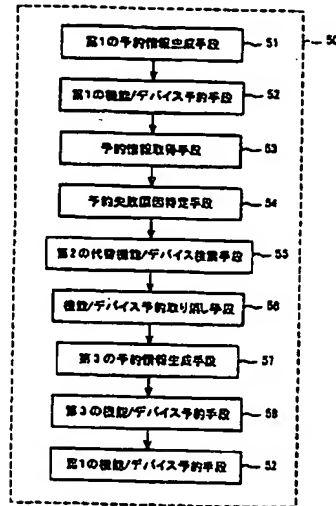 50
第1の予約情報生成手段 51
第1の機能/デバイス予約手段 52
予約情報取得手段 53
予約失敗原因特定手段 54
第2の代替機能/デバイス検索手段 55
機能/デバイス予約取り消し手段 56
第3の予約情報生成手段 57
第3の機能/デバイス予約手段 58
第1の機能/デバイス予約手段 52